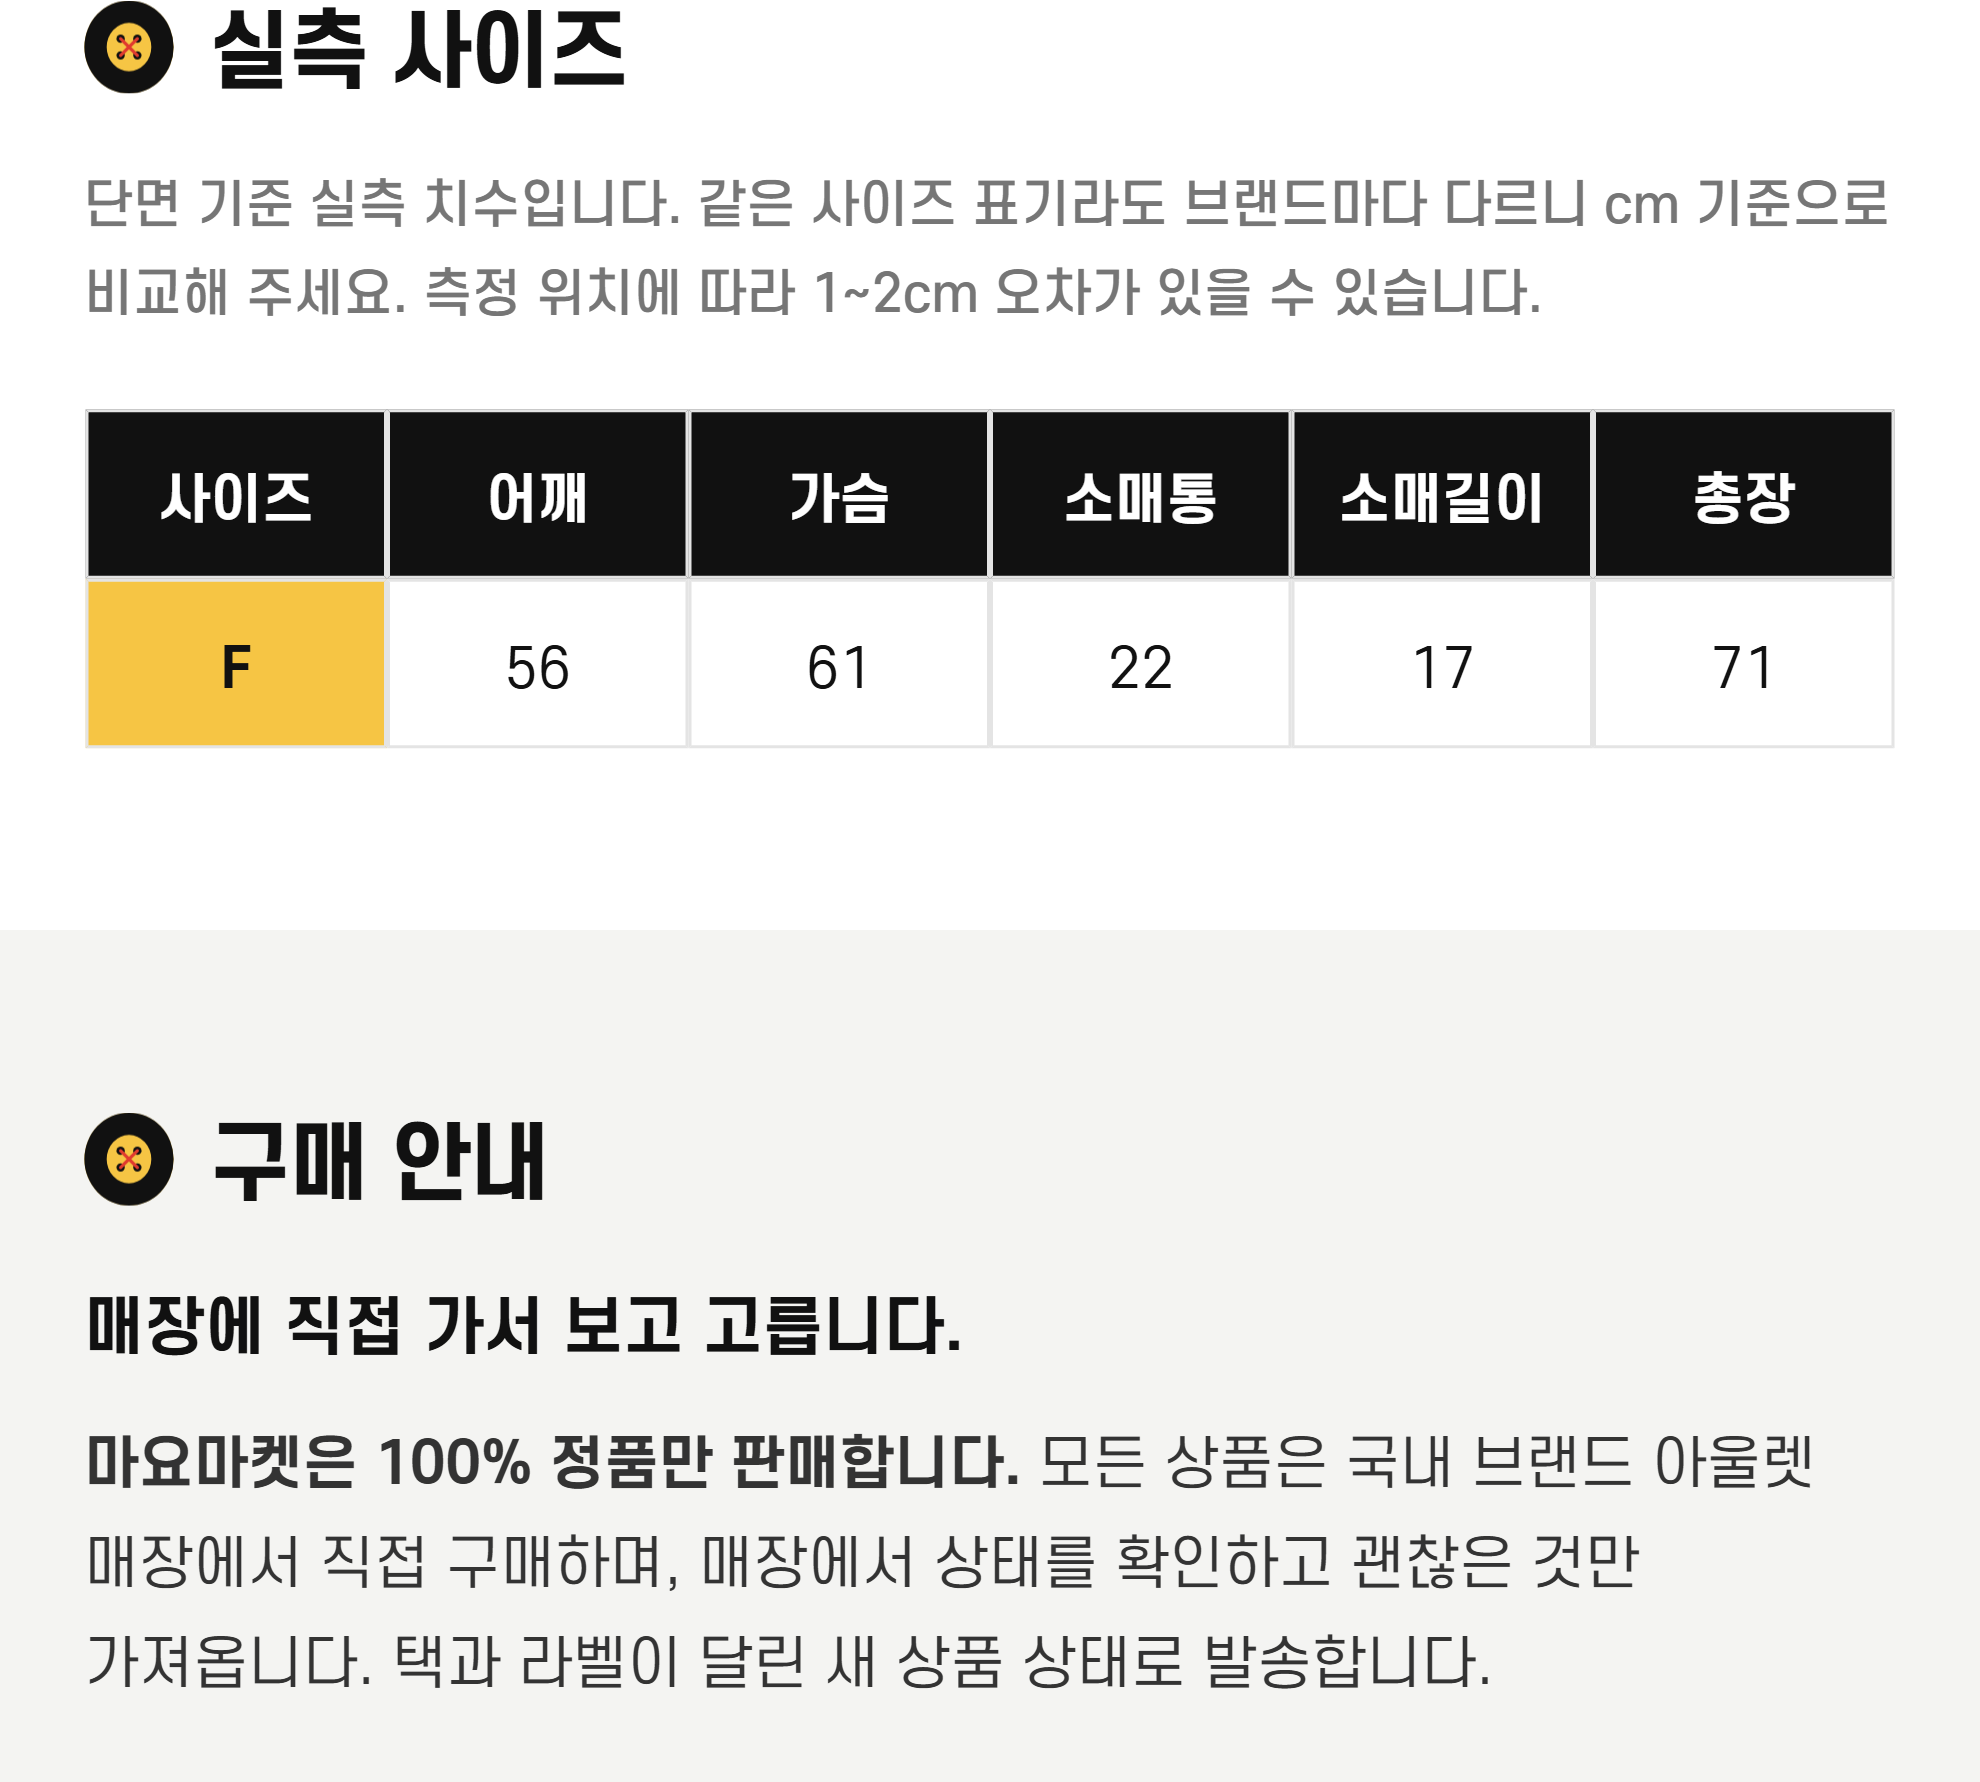 실측 사이즈
단면 기준 실측 치수입니다. 같은 사이즈 표기라도 브랜드마다 다르니 cm 기준으로
비교해 주세요. 측정 위치에 따라 1~2cm 오차가 있을 수 있습니다.
사이즈 어깨 가슴 소매통 소매길이 총장
F 56 61 22 17 71
구매 안내
매장에 직접 가서 보고 고릅니다.
마요마켓은 100% 정품만 판매합니다. 모든 상품은 국내 브랜드 아울렛
매장에서 직접 구매하며, 매장에서 상태를 확인하고 괜찮은 것만
가져옵니다. 택과 라벨이 달린 새 상품 상태로 발송합니다.